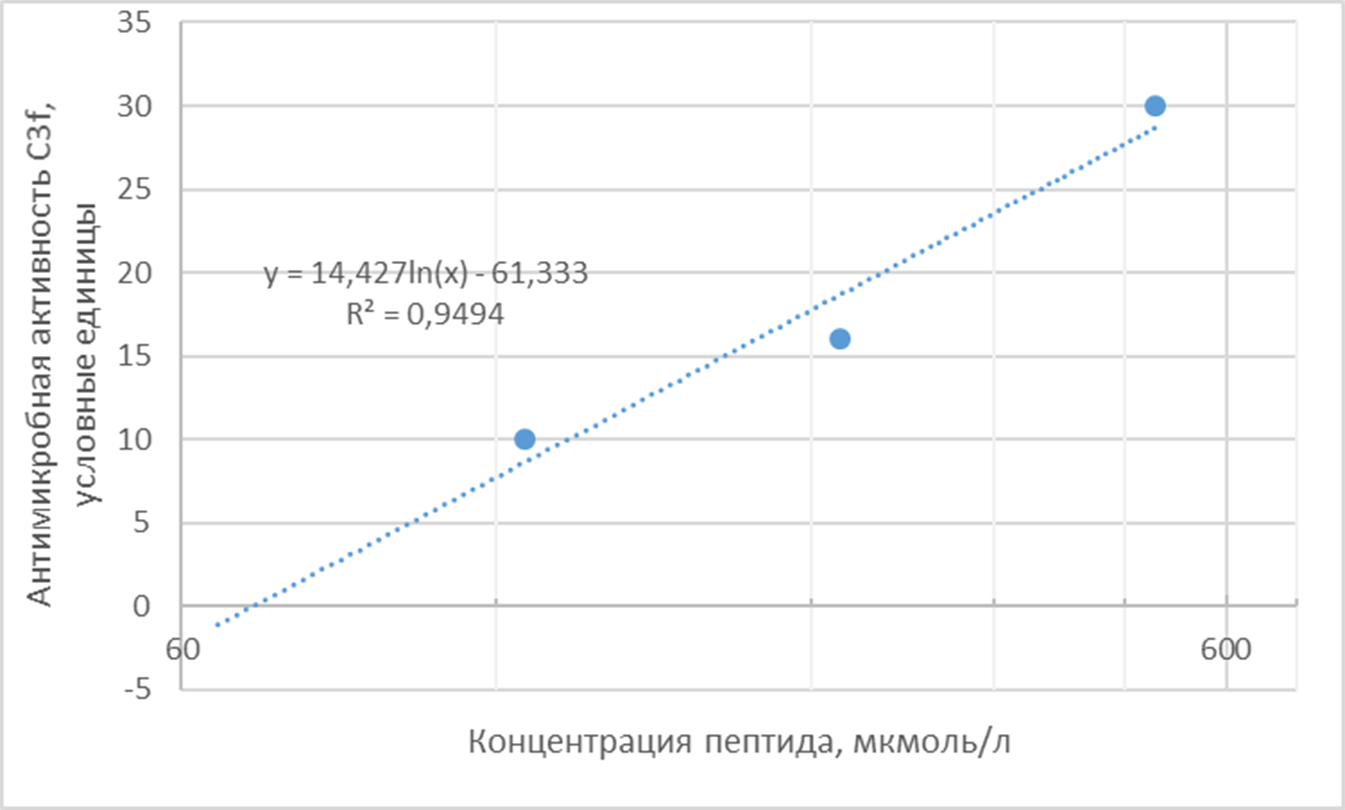 35
30
25
20
15
10
5
0
-5
60
600
Антимикробная активность C3f,
условные единицы
y = 14,427ln(x) - 61,333
R² = 0,9494
Концентрация пептида, мкмоль/л